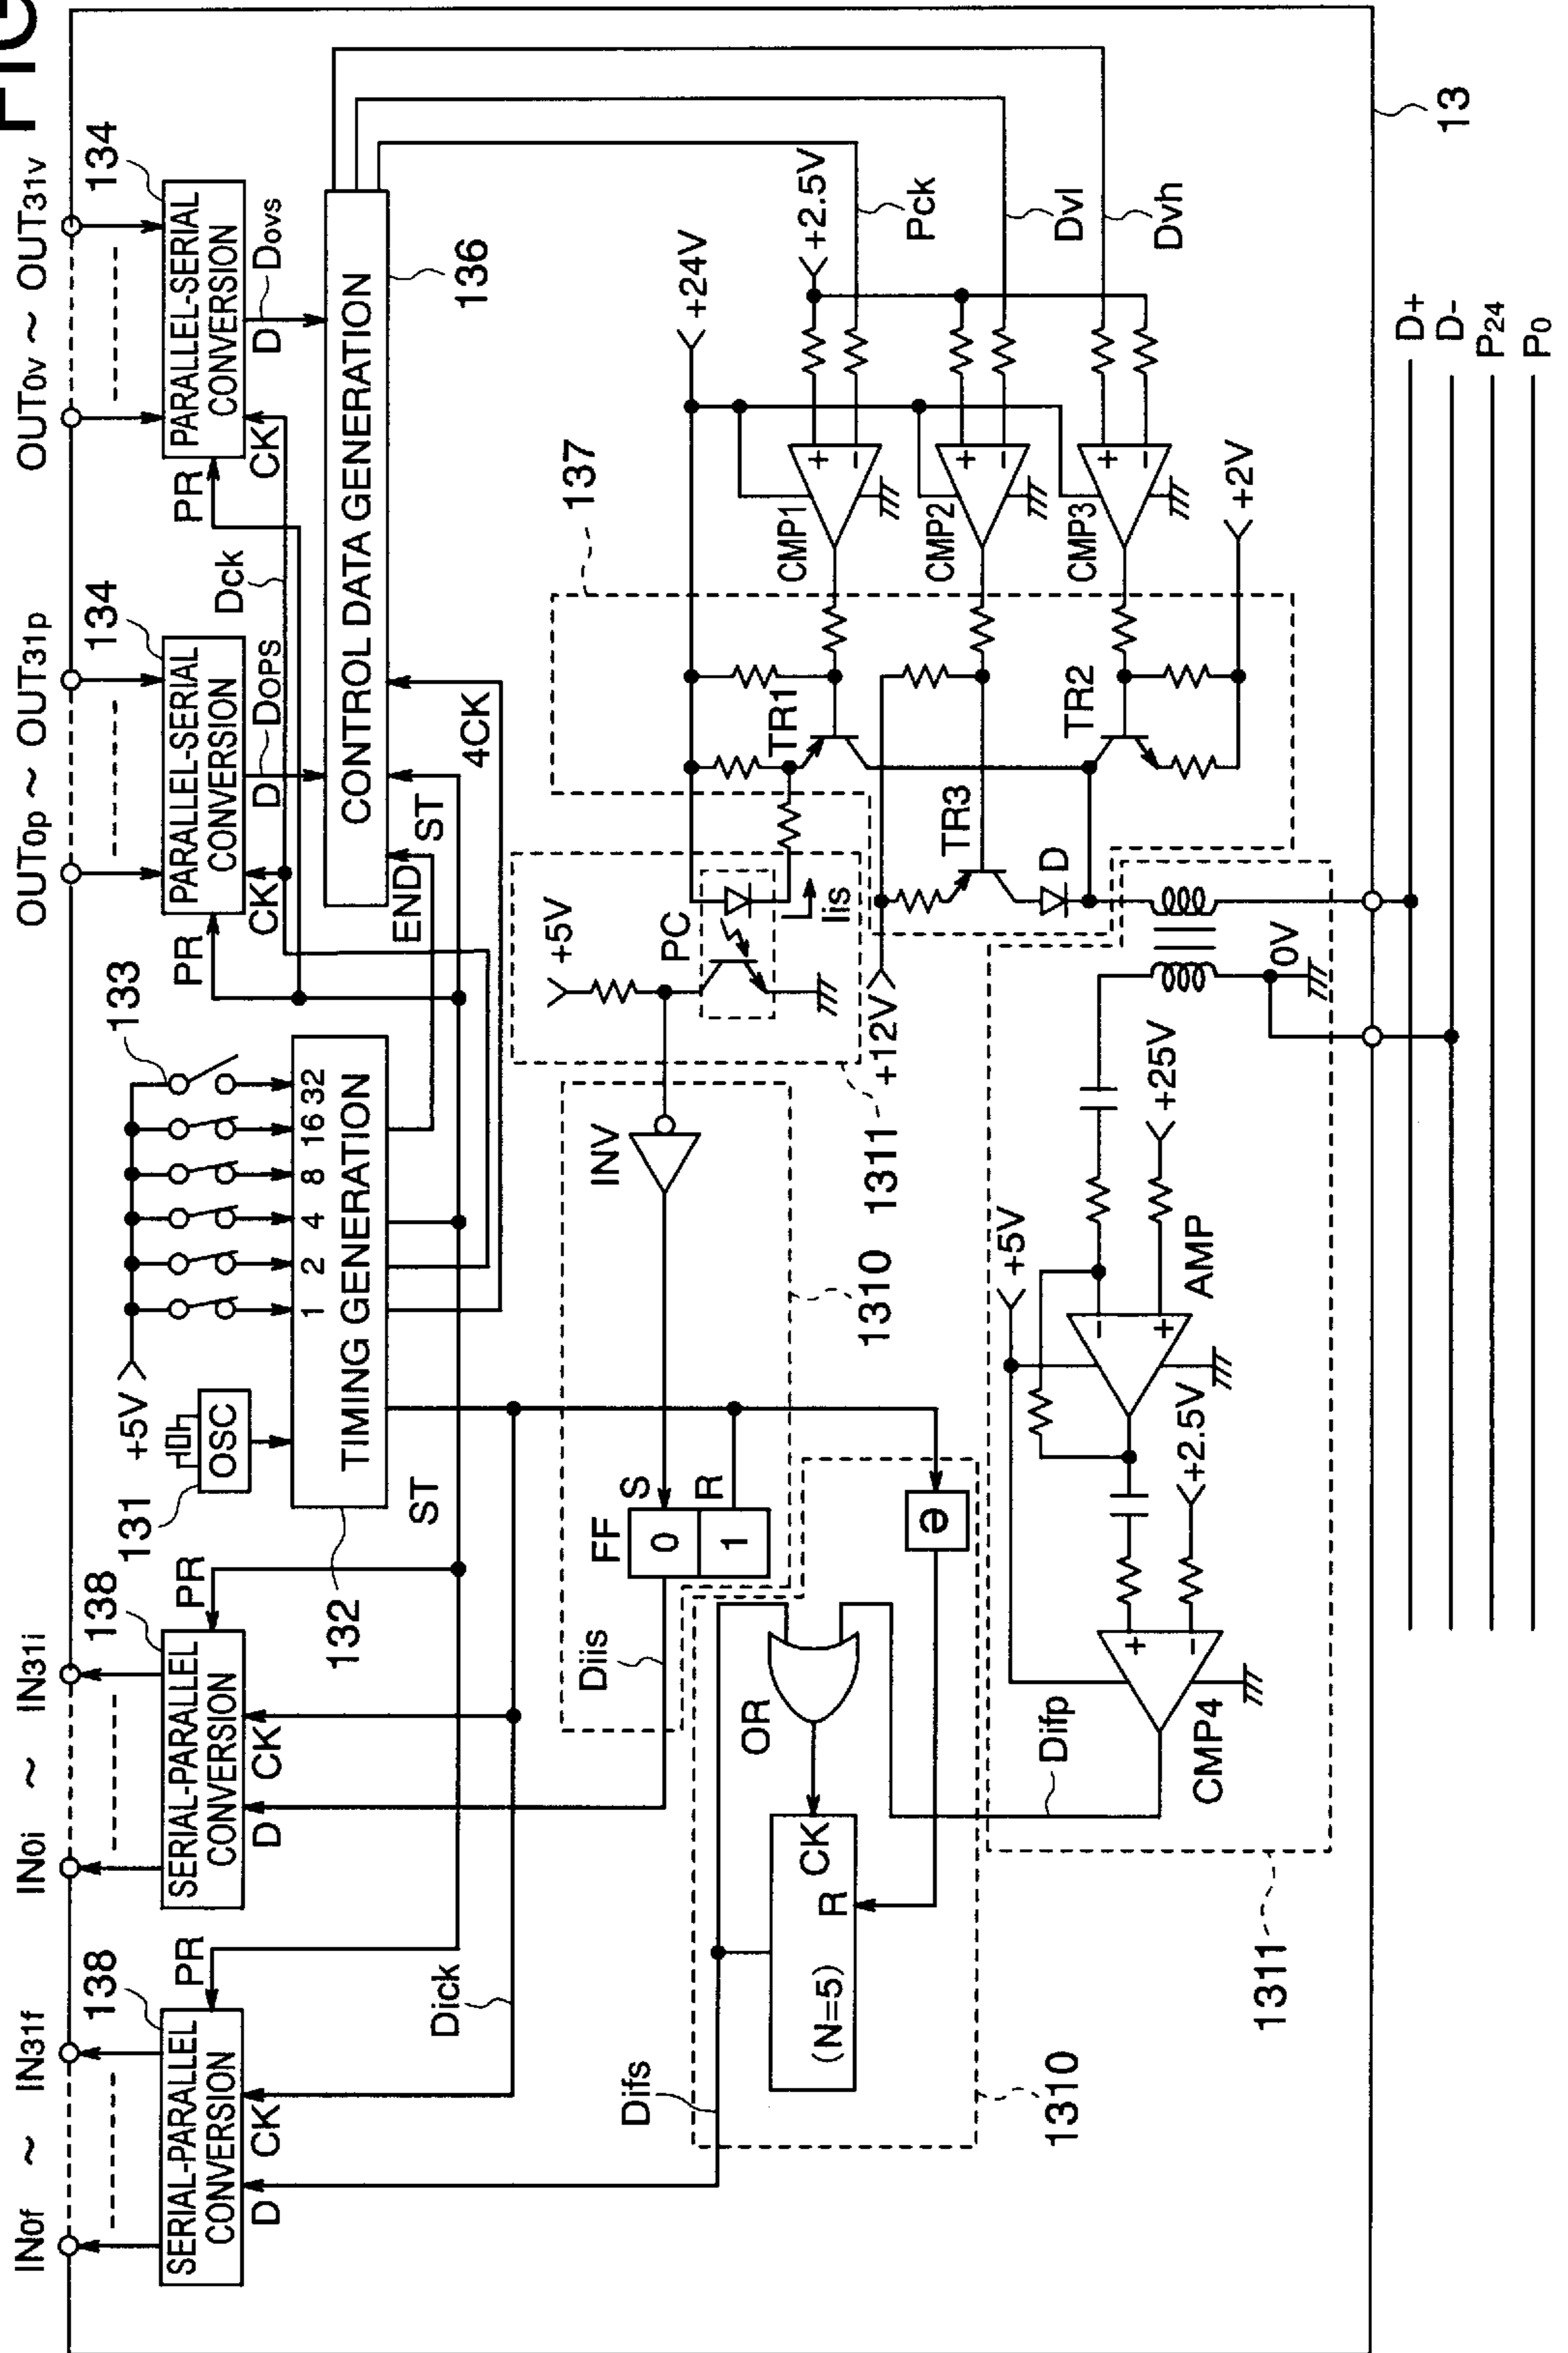 FIG
IN0f ~ IN31f
IN0i ~ IN31i
OUT0p ~ OUT31p
OUT0v ~ OUT31v
138
SERIAL-PARALLEL
CONVERSION
PR
D
CK
138
SERIAL-PARALLEL
CONVERSION
PR
D
CK
131
OSC
+5V
133
134
PARALLEL-SERIAL
CONVERSION
PR
CK
D
DOPS
134
PARALLEL-SERIAL
CONVERSION
PR
CK
D
Dovs
Dck
1 2 4 8 16 32
TIMING GENERATION
132
ST
CONTROL DATA GENERATION
136
END
ST
4CK
Dick
Diis
FF
S
R
0
1
INV
1310
+5V
PC
Iis
1311
137
+24V
+2.5V
Pck
Dvl
Dvh
CMP1
+
-
CMP2
+
-
CMP3
+
-
TR1
TR2
TR3
+12V
D
+2V
0V
Difs
OR
e
CK
R
(N=5)
1310
Difp
CMP4
+
-
+2.5V
+5V
AMP
-
+
+25V
1311
13
D+
D-
P24
P0